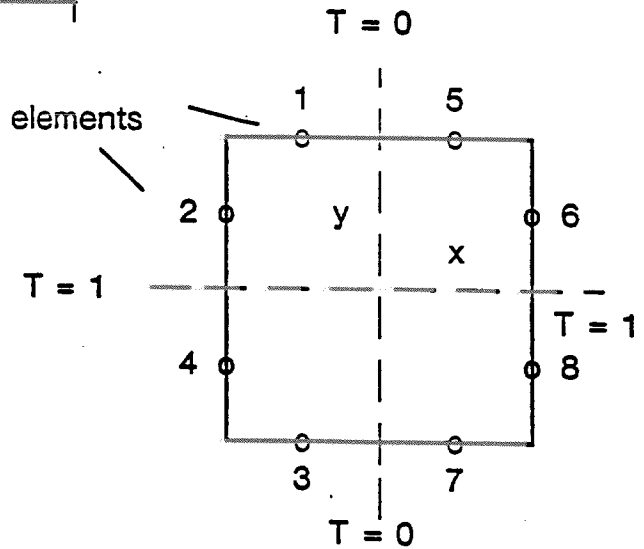 T = 0
1 5
elements
2 y 6
x
T = 1
T = 1
4 8
3 7
T = 0